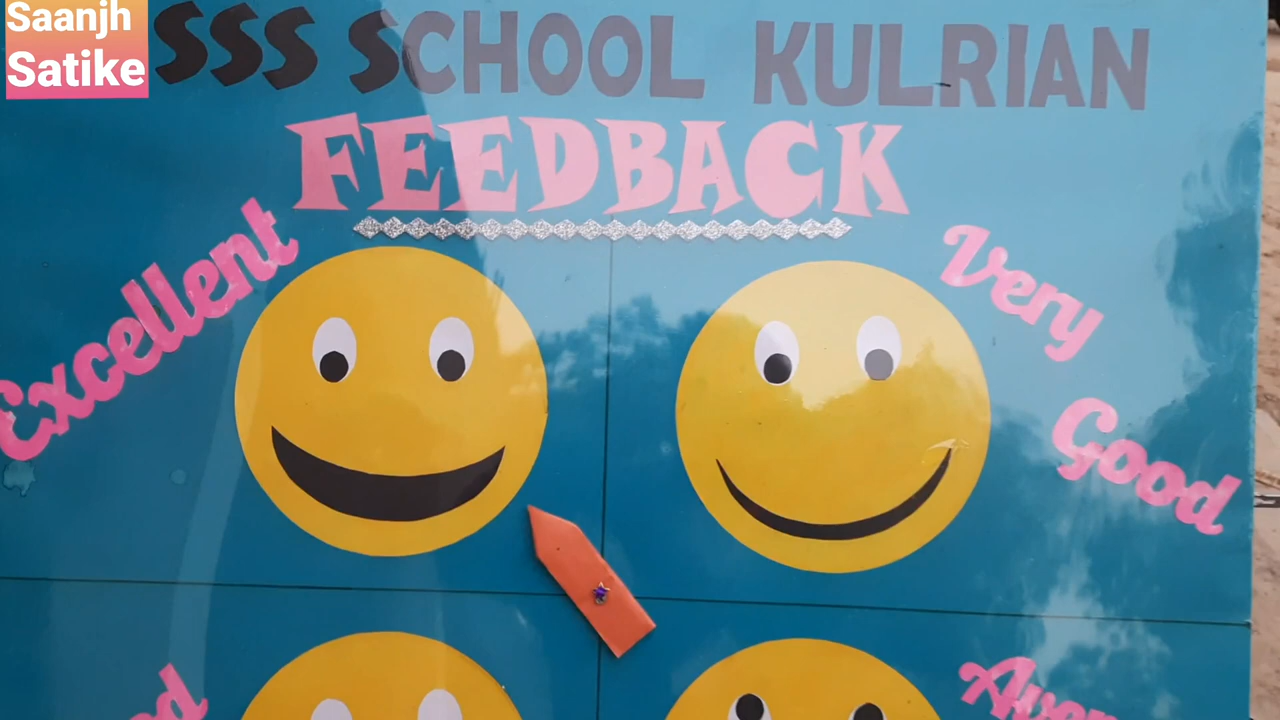 Saanjh
Satike
SSS SCHOOL KULRIAN
FEEDBACK
Excellent
Very
Good